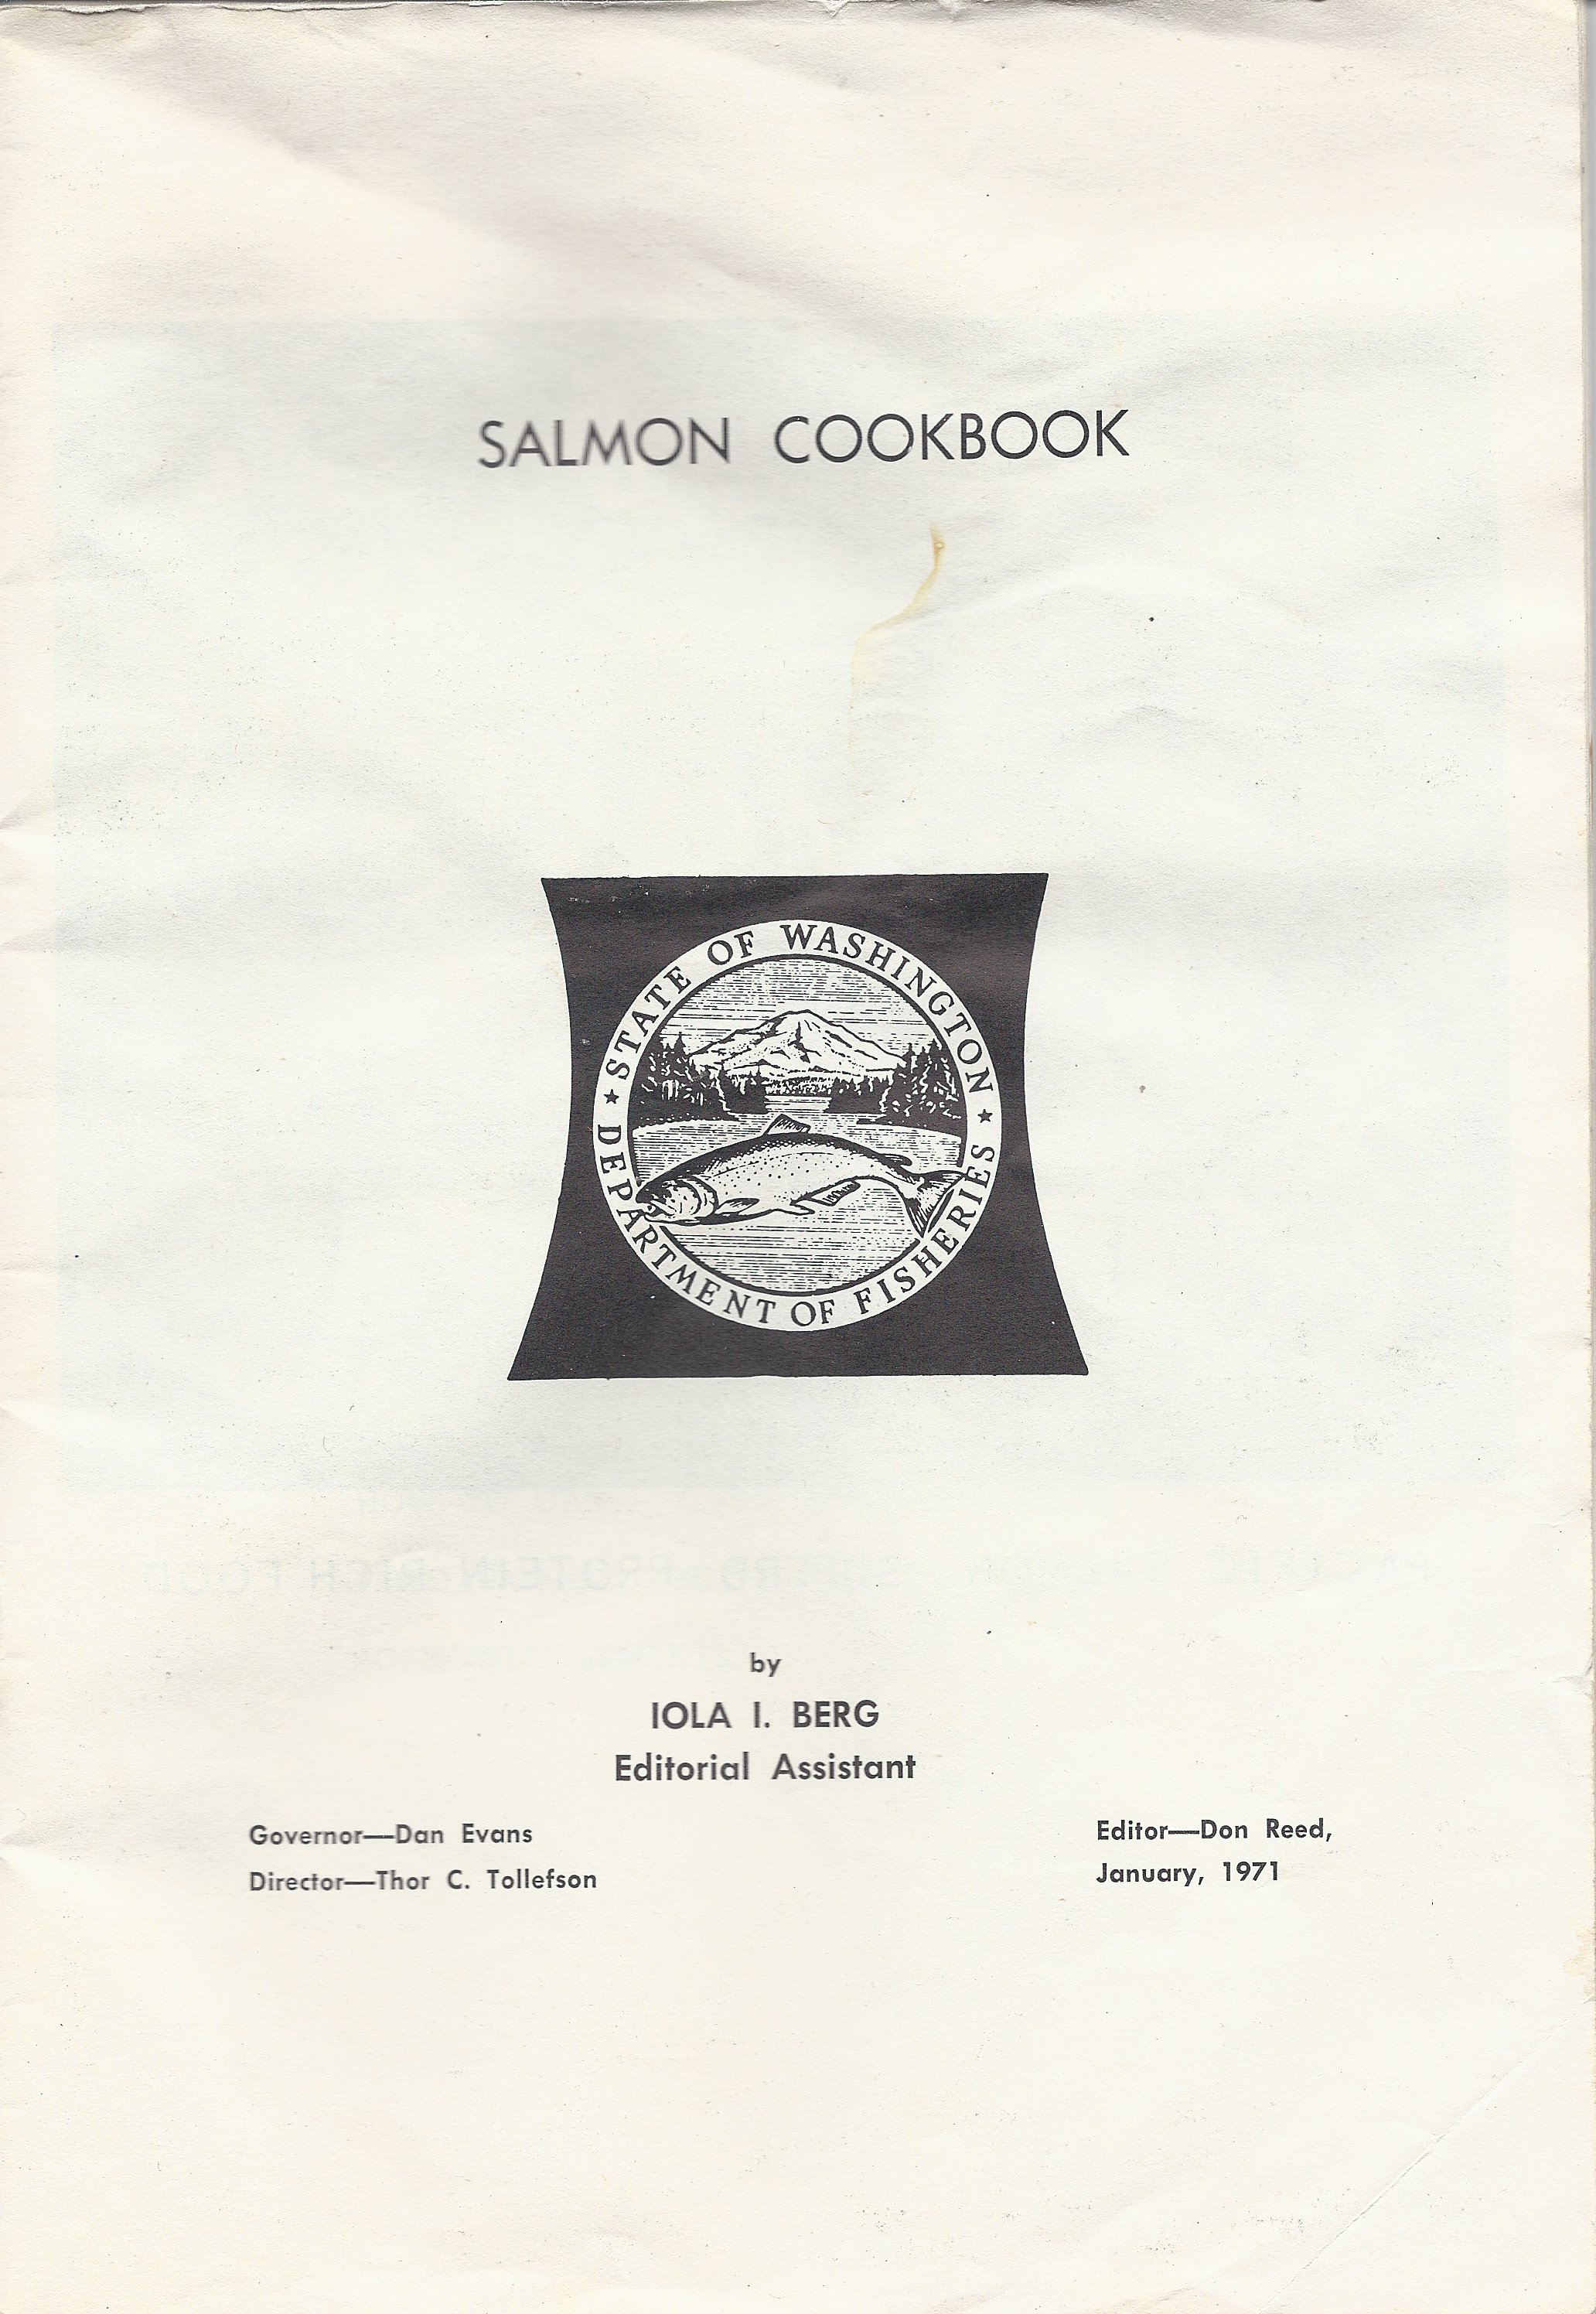 SALMON COOKBOOK
STATE OF WASHINGTON
DEPARTMENT OF FISHERIES
by
IOLA I. BERG
Editorial Assistant
Governor—Dan Evans
Director—Thor C. Tollefson
Editor—Don Reed,
January, 1971